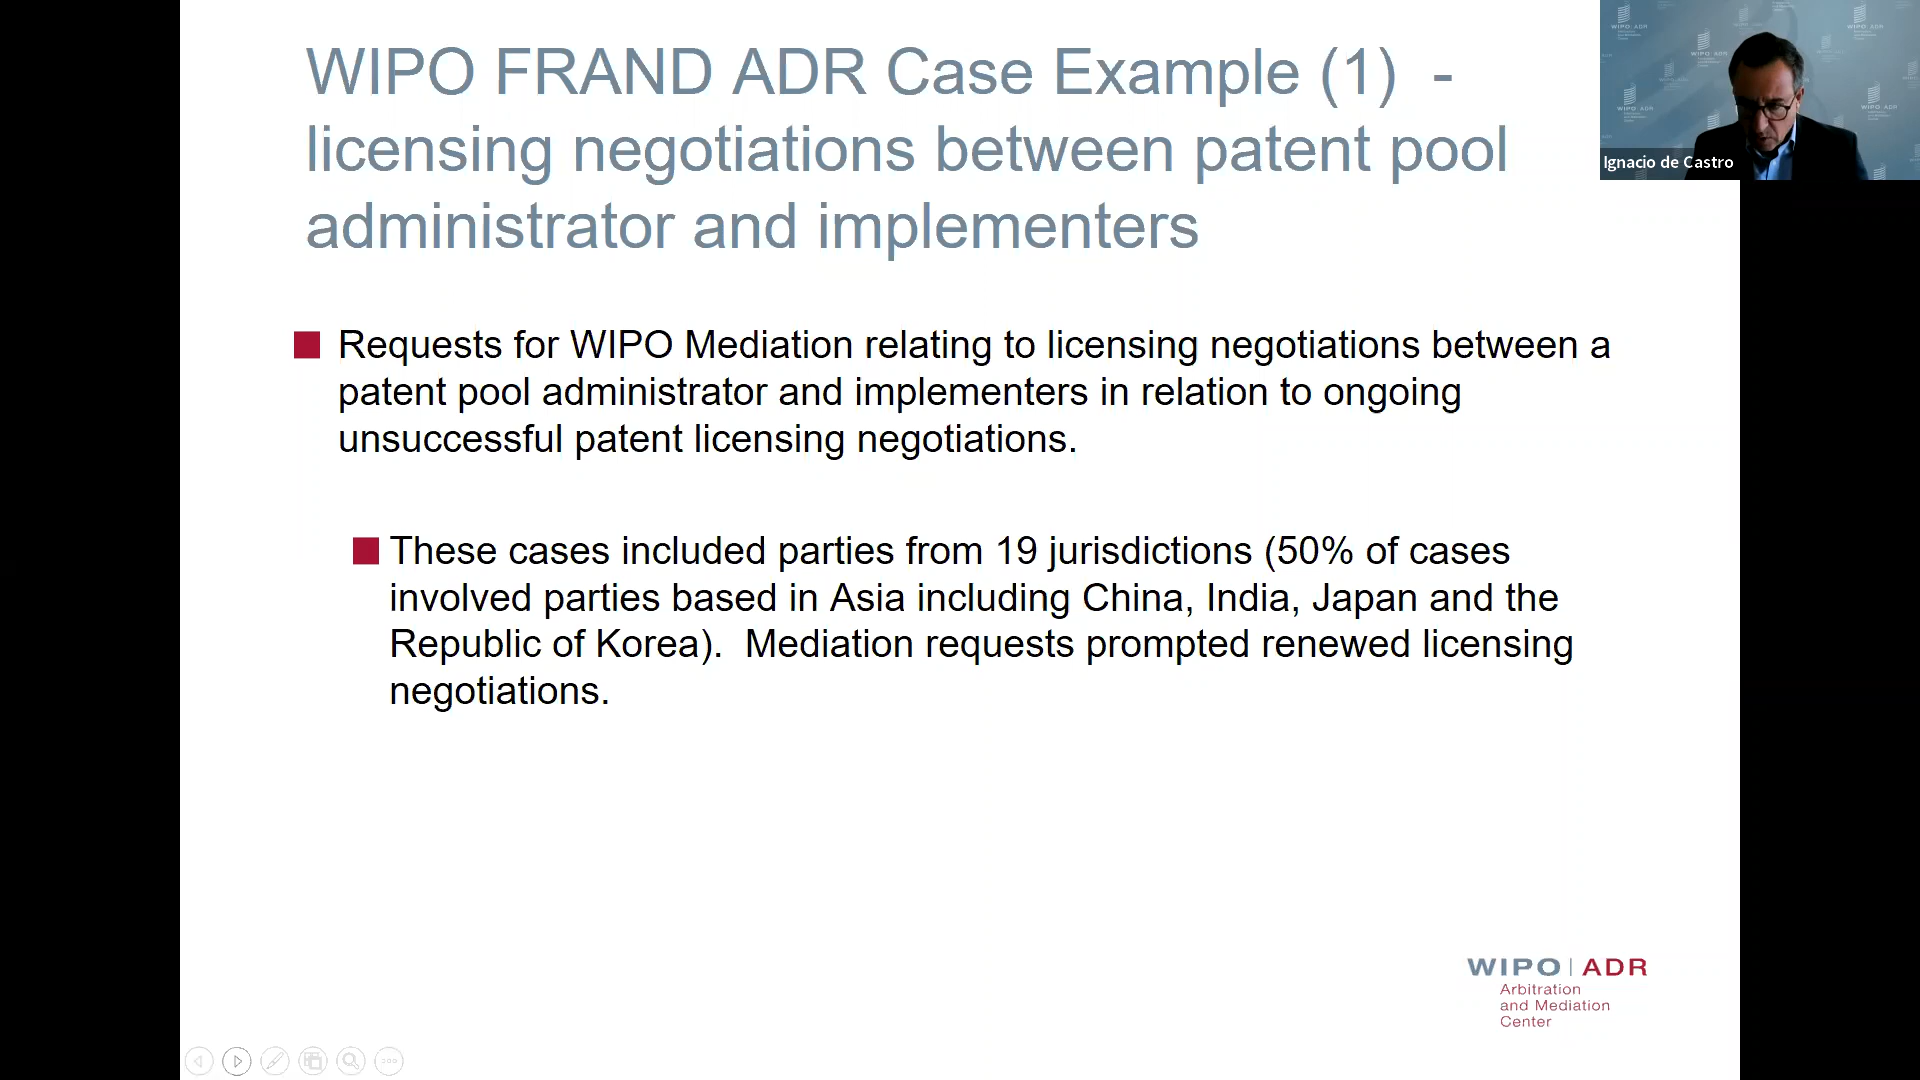 WIPO FRAND ADR Case Example (1) -
licensing negotiations between patent pool
administrator and implementers
Ignacio de Castro
Requests for WIPO Mediation relating to licensing negotiations between a
patent pool administrator and implementers in relation to ongoing
unsuccessful patent licensing negotiations.
These cases included parties from 19 jurisdictions (50% of cases
involved parties based in Asia including China, India, Japan and the
Republic of Korea). Mediation requests prompted renewed licensing
negotiations.
WIPO | ADR
Arbitration
and Mediation
Center